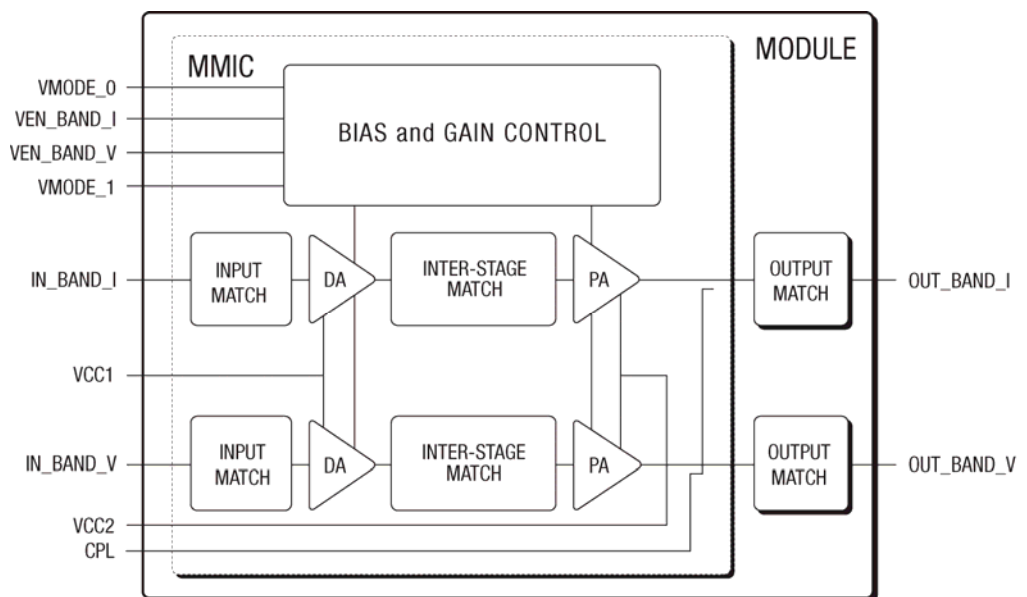 MMIC
MODULE
VMODE_0
VEN_BAND_I
VEN_BAND_V
VMODE_1
BIAS and GAIN CONTROL
IN_BAND_I
INPUT
MATCH
DA
INTER-STAGE
MATCH
PA
OUTPUT
MATCH
OUT_BAND_I
VCC1
IN_BAND_V
INPUT
MATCH
DA
INTER-STAGE
MATCH
PA
OUTPUT
MATCH
OUT_BAND_V
VCC2
CPL